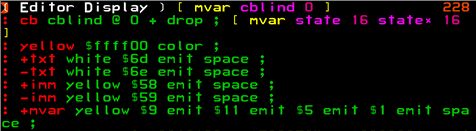 ( Editor Display ) [ mvar cblind 0 228
: cb cblind @ 0 + drop ; [ mvar state 16 state* 16
]
: yellow $ffff00 color ;
: +txt white $6d emit space ;
: -txt white $6e emit space ;
: +imm yellow $58 emit space ;
: -imm yellow $59 emit space ;
: +mvar yellow $9 emit $11 emit $5 emit $1 emit spa
ce ;